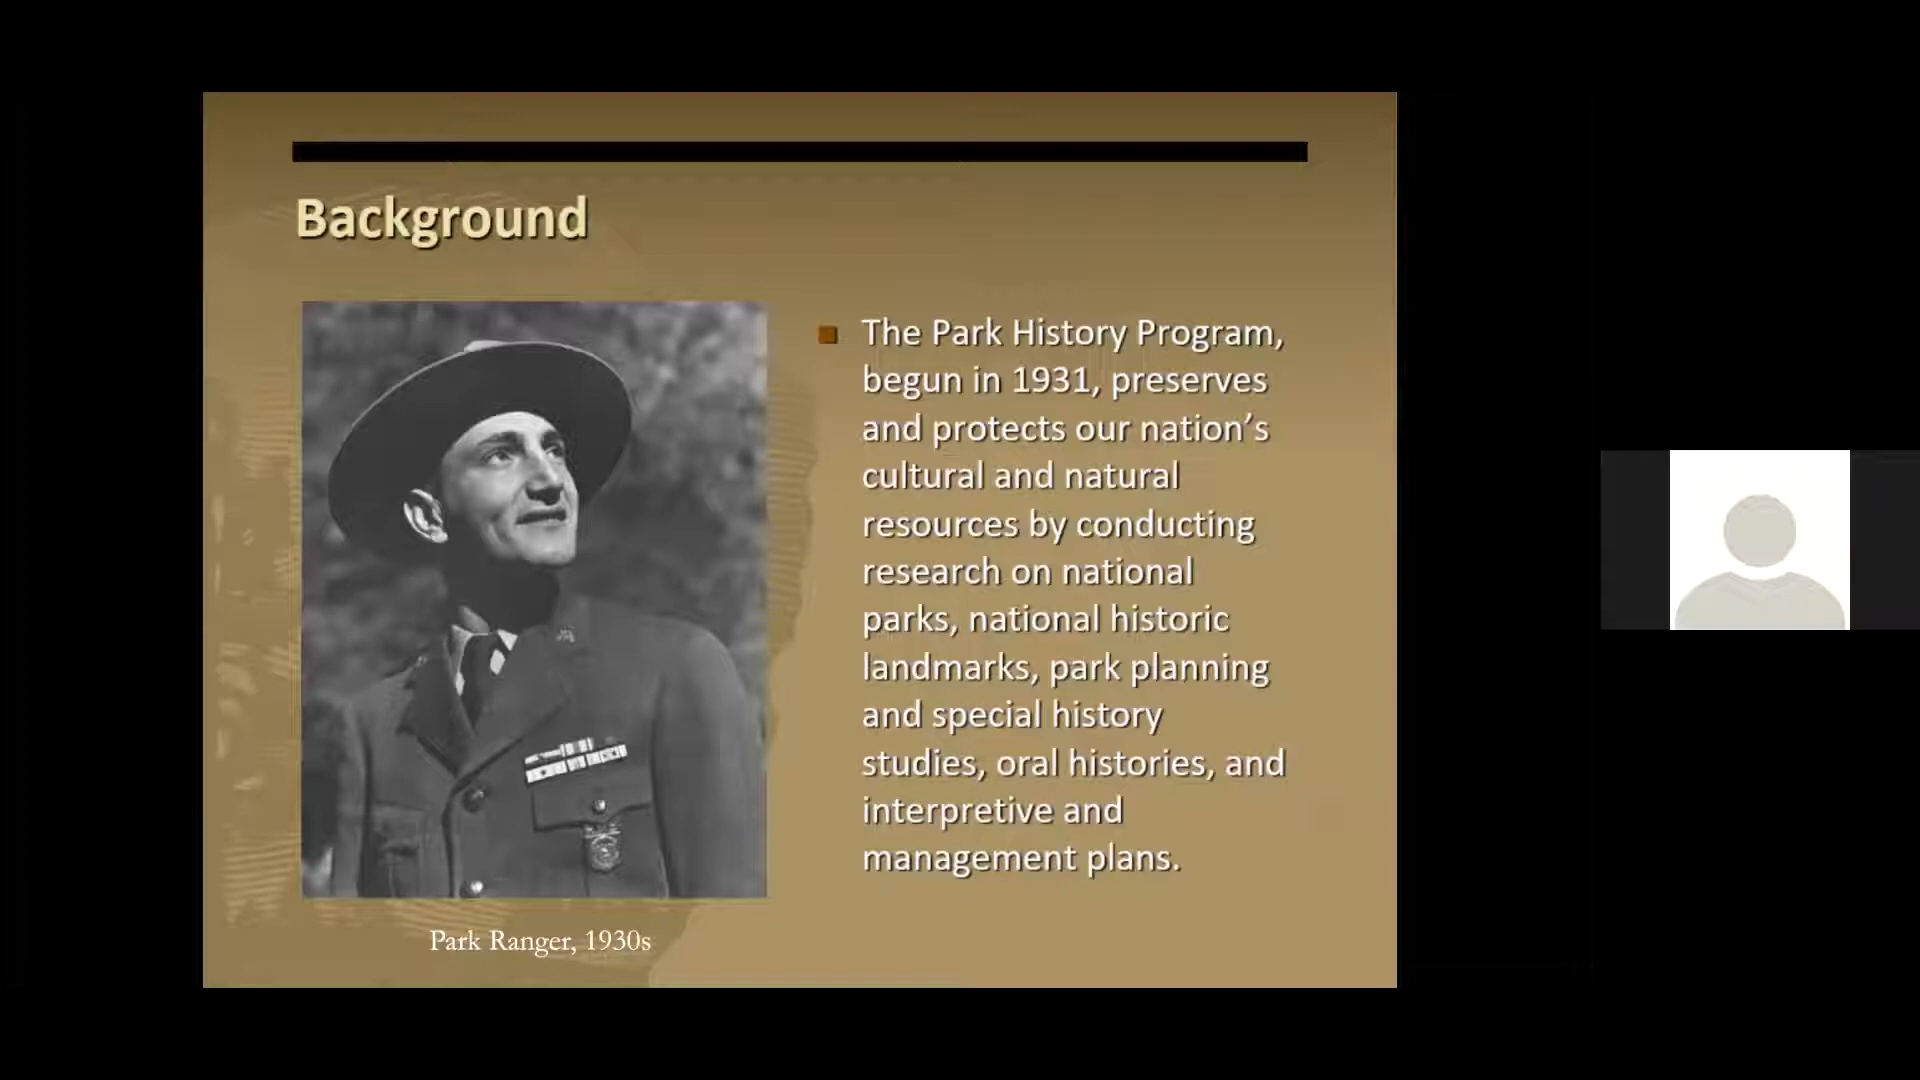 Background
The Park History Program,
begun in 1931, preserves
and protects our nation’s
cultural and natural
resources by conducting
research on national
parks, national historic
landmarks, park planning
and special history
studies, oral histories, and
interpretive and
management plans.
Park Ranger, 1930s